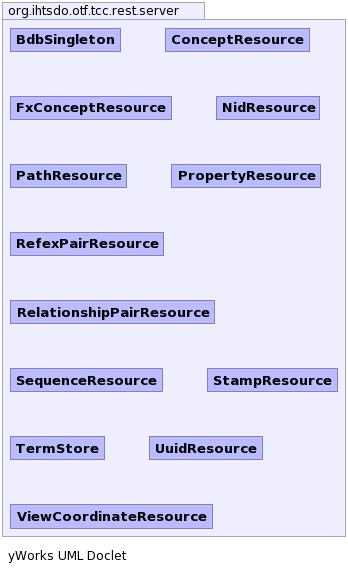 org.ihtsdo.otf.tcc.rest.server
BdbSingleton ConceptResource
FxConceptResource NidResource
PathResource PropertyResource
RefexPairResource
RelationshipPairResource
SequenceResource StampResource
TermStore UuidResource
ViewCoordinateResource
yWorks UML Doclet